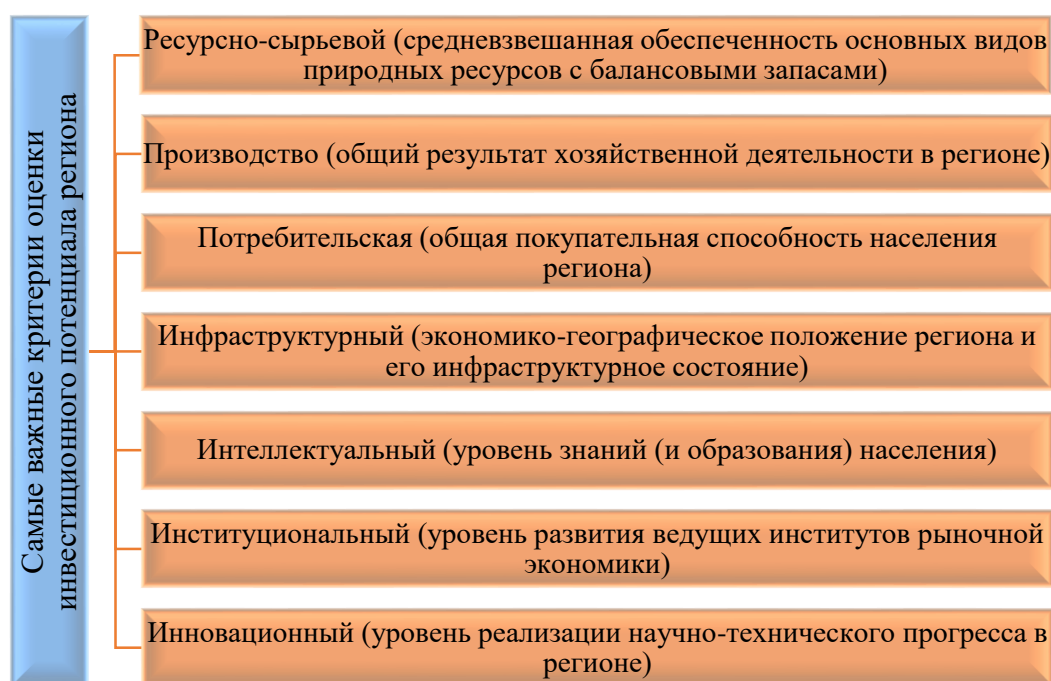 Самые важные критерии оценки
инвестиционного потенциала региона
Ресурсно-сырьевой (средневзвешанная обеспеченность основных видов
природных ресурсов с балансовыми запасами)
Производство (общий результат хозяйственной деятельности в регионе)
Потребительская (общая покупательная способность населения
региона)
Инфраструктурный (экономико-географическое положение региона и
его инфраструктурное состояние)
Интеллектуальный (уровень знаний (и образования) населения)
Институциональный (уровень развития ведущих институтов рыночной
экономики)
Инновационный (уровень реализации научно-технического прогресса в
регионе)